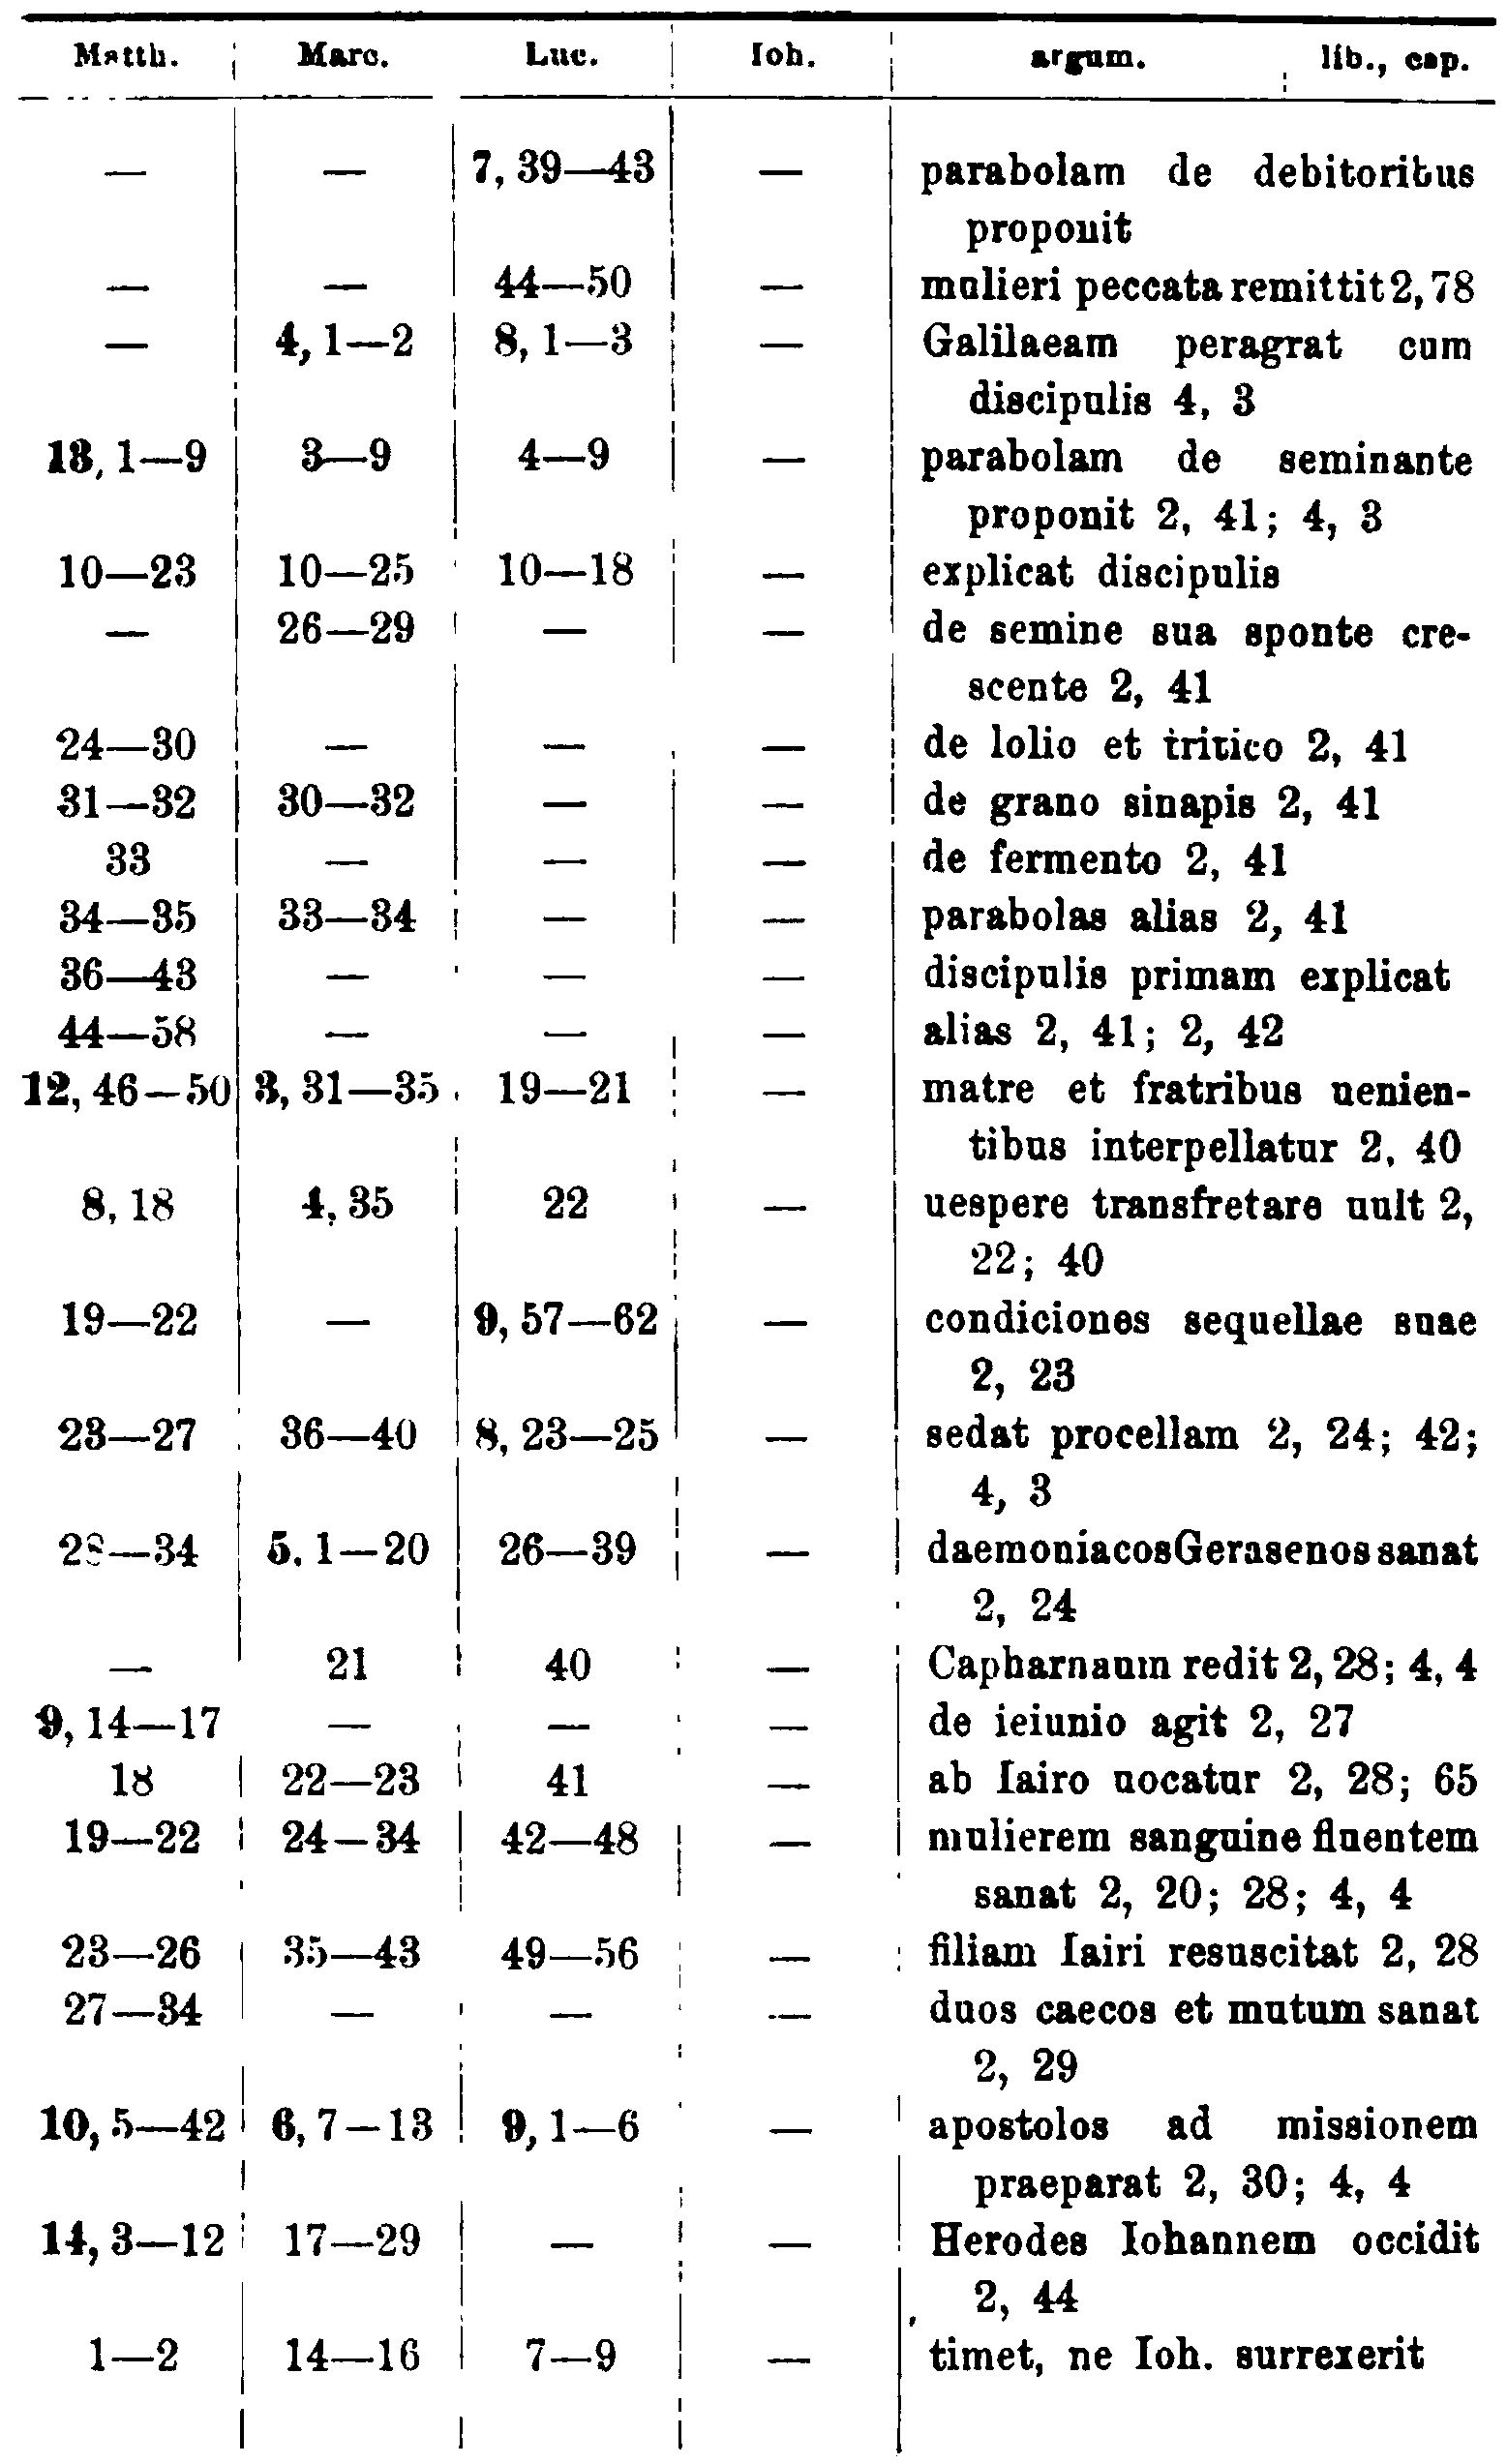 Matth. Marc. Luc. Ioh. argum. lib., cap.
— — 7, 39—43 — parabolam de debitoribus
proponit
— — 44—50 — mulieri peccata remittit 2, 78
— 4, 1—2 8, 1—3 — Galilaeam peragrat cum
discipulis 4, 3
13, 1—9 3—9 4—9 — parabolam de seminante
proponit 2, 41; 4, 3
10—23 10—25 10—18 — explicat discipulis
— 26—29 — — de semine sua sponte cre-
scente 2, 41
24—30 — — — de lolio et tritico 2, 41
31—32 30—32 — — de grano sinapis 2, 41
33 — — — de fermento 2, 41
34—35 33—34 — — parabolas alias 2, 41
36—43 — — — discipulis primam explicat
44—58 — — — alias 2, 41; 2, 42
12, 46—50 3, 31—35 19—21 — matre et fratribus uenien-
tibus interpellatur 2, 40
8, 18 4, 35 22 — uespere transfretare uult 2,
22; 40
19—22 — 9, 57—62 — condiciones sequellae suae
2, 23
23—27 36—40 8, 23—25 — sedat procellam 2, 24; 42;
4, 3
28—34 5, 1—20 26—39 — daemoniacos Gerasenos sanat
2, 24
— 21 40 — Capharnaum redit 2, 28; 4, 4
9, 14—17 — — — de ieiunio agit 2, 27
18 22—23 41 — ab Iairo uocatur 2, 28; 65
19—22 24—34 42—48 — mulierem sanguine fluentem
sanat 2, 20; 28; 4, 4
23—26 35—43 49—56 — filiam Iairi resuscitat 2, 28
27—34 — — — duos caecos et mutum sanat
2, 29
10, 5—42 6, 7—13 9, 1—6 — apostolos ad missionem
praeparat 2, 30; 4, 4
14, 3—12 17—29 — — Herodes Iohannem occidit
2, 44
1—2 14—16 7—9 — timet, ne Ioh. surrexerit